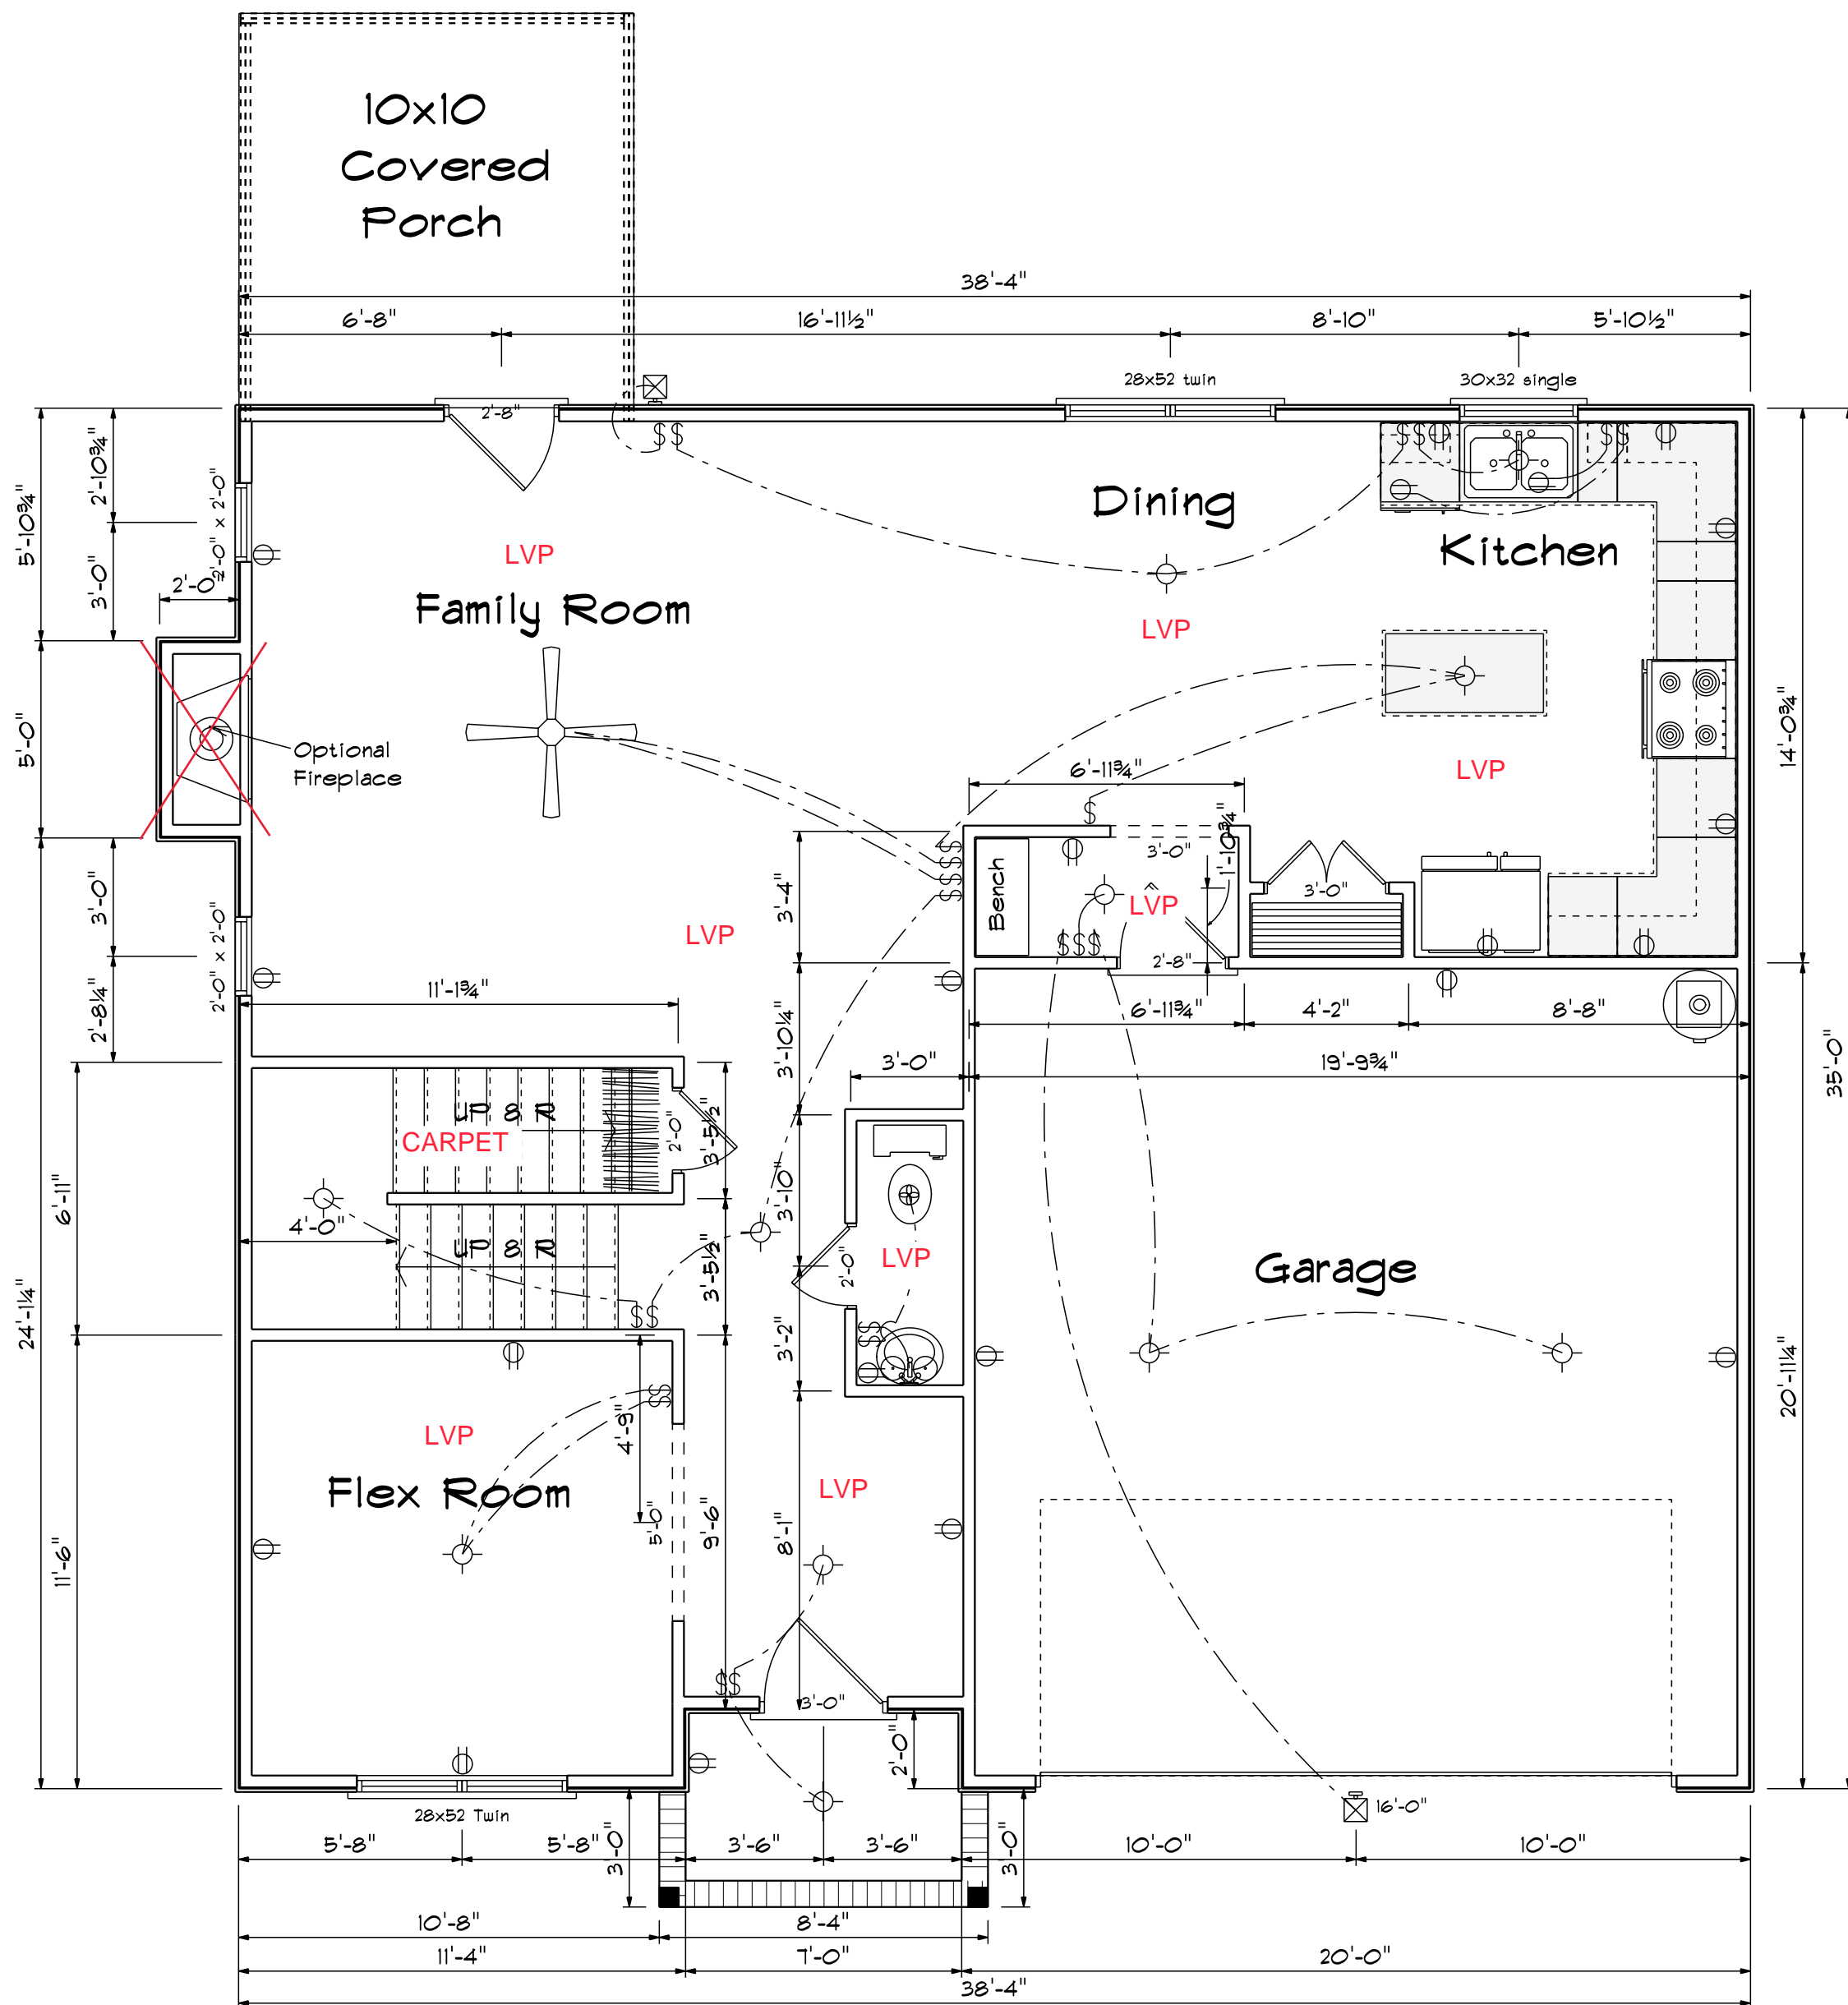 10x10
Covered
Porch
38'-4"
6'-8"
16'-11½"
8'-10"
5'-10½"
28x52 twin
30x32 single
2'-8"
$$
$$
$$
2'-10¾"
5'-10¾"
2'-0" x 2'-0"
3'-0"
2'-0"
Dining
Kitchen
LVP
Family Room
LVP
LVP
5'-0"
Optional
Fireplace
14'-0¾"
6'-11¾"
$
3'-0"
1'-10¾"
3'-0"
3'-4"
Bench
LVP
$$$$
$$$
2'-8"
3'-0"
2'-0" x 2'-0"
2'-8¼"
LVP
11'-1¾"
3'-10¼"
6'-11¾"
4'-2"
8'-8"
3'-0"
19'-9¾"
35'-0"
UP 8 R
CARPET
2'-0"
3'-5½"
3'-10"
6'-11"
4'-0"
UP 8 R
3'-5½"
$$
2'-0"
LVP
Garage
24'-1¼"
3'-2"
$$
$$
LVP
4'-9"
Flex Room
5'-0"
9'-6"
8'-1"
LVP
20'-11¼"
11'-6"
$$
3'-0"
2'-0"
28x52 Twin
16'-0"
5'-8"
5'-8"
3'-0"
3'-6"
3'-6"
3'-0"
10'-0"
10'-0"
10'-8"
8'-4"
11'-4"
7'-0"
20'-0"
38'-4"